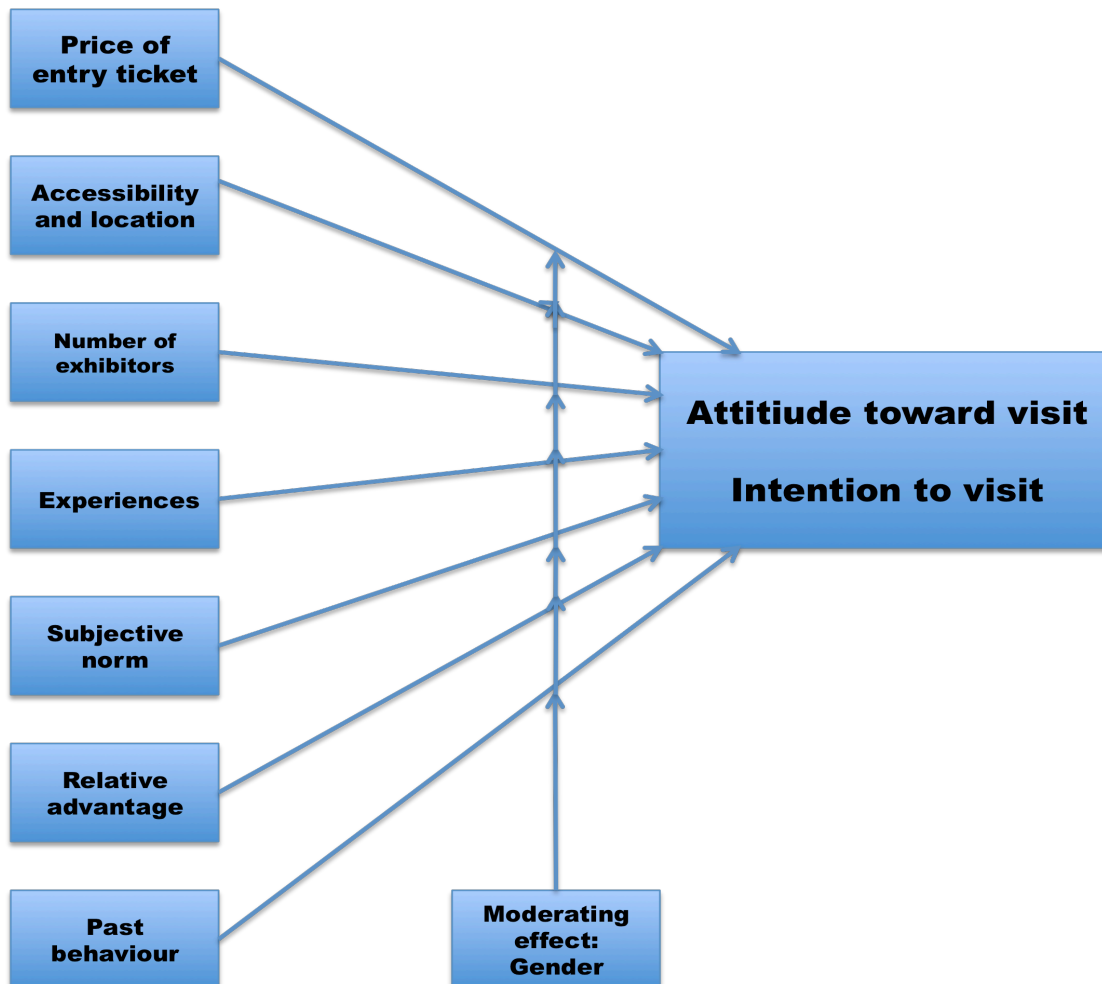 Price of
entry ticket
Accessibility
and location
Number of
exhibitors
Experiences
Subjective
norm
Relative
advantage
Past
behaviour
Moderating
effect:
Gender
Attitiude toward visit
Intention to visit